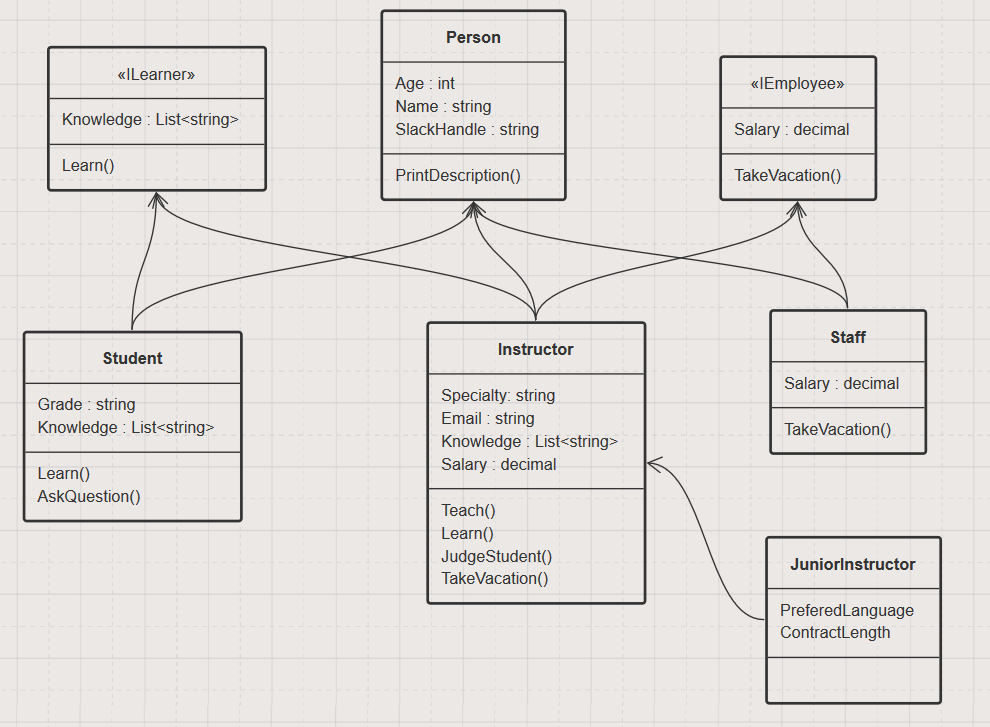 «ILearner»
Knowledge : List<string>
Learn()
Person
Age : int
Name : string
SlackHandle : string
PrintDescription()
«IEmployee»
Salary : decimal
TakeVacation()
Student
Grade : string
Knowledge : List<string>
Learn()
AskQuestion()
Instructor
Specialty: string
Email : string
Knowledge : List<string>
Salary : decimal
Teach()
Learn()
JudgeStudent()
TakeVacation()
Staff
Salary : decimal
TakeVacation()
JuniorInstructor
PreferedLanguage
ContractLength